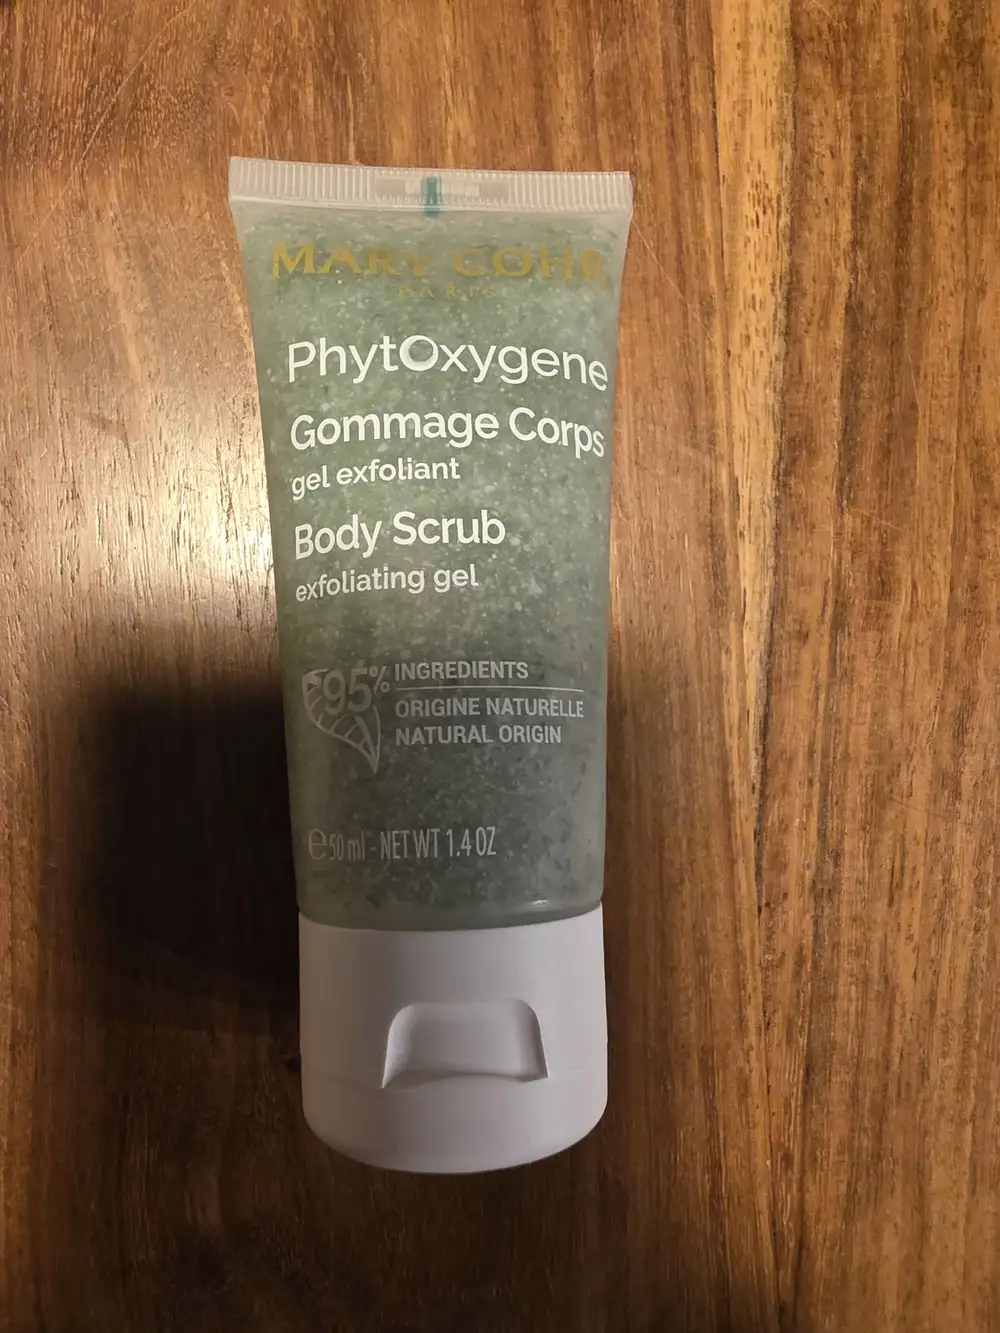 MARY COHR
PARIS
PhytOxygene
Gommage Corps
gel exfoliant
Body Scrub
exfoliating gel
95% INGREDIENTS
ORIGINE NATURELLE
NATURAL ORIGIN
℮ 50 ml - NET WT 1.4 OZ